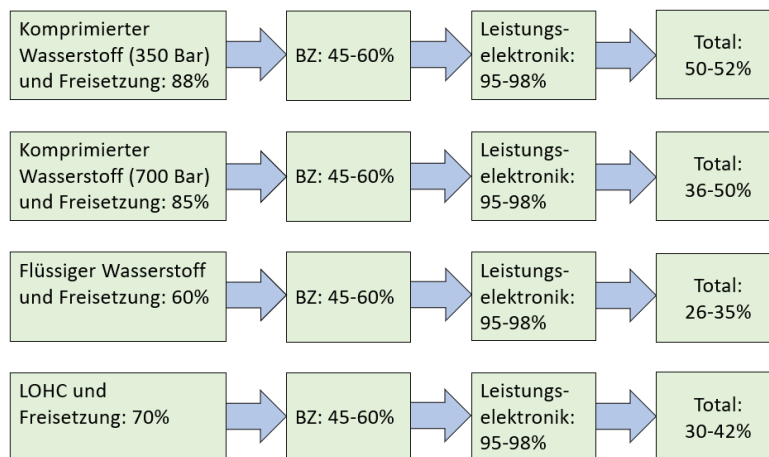 Komprimierter
Wasserstoff (350 Bar)
und Freisetzung: 88%
BZ: 45-60%
Leistungs-
elektronik:
95-98%
Total:
50-52%
Komprimierter
Wasserstoff (700 Bar)
und Freisetzung: 85%
BZ: 45-60%
Leistungs-
elektronik:
95-98%
Total:
36-50%
Flüssiger Wasserstoff
und Freisetzung: 60%
BZ: 45-60%
Leistungs-
elektronik:
95-98%
Total:
26-35%
LOHC und
Freisetzung: 70%
BZ: 45-60%
Leistungs-
elektronik:
95-98%
Total:
30-42%